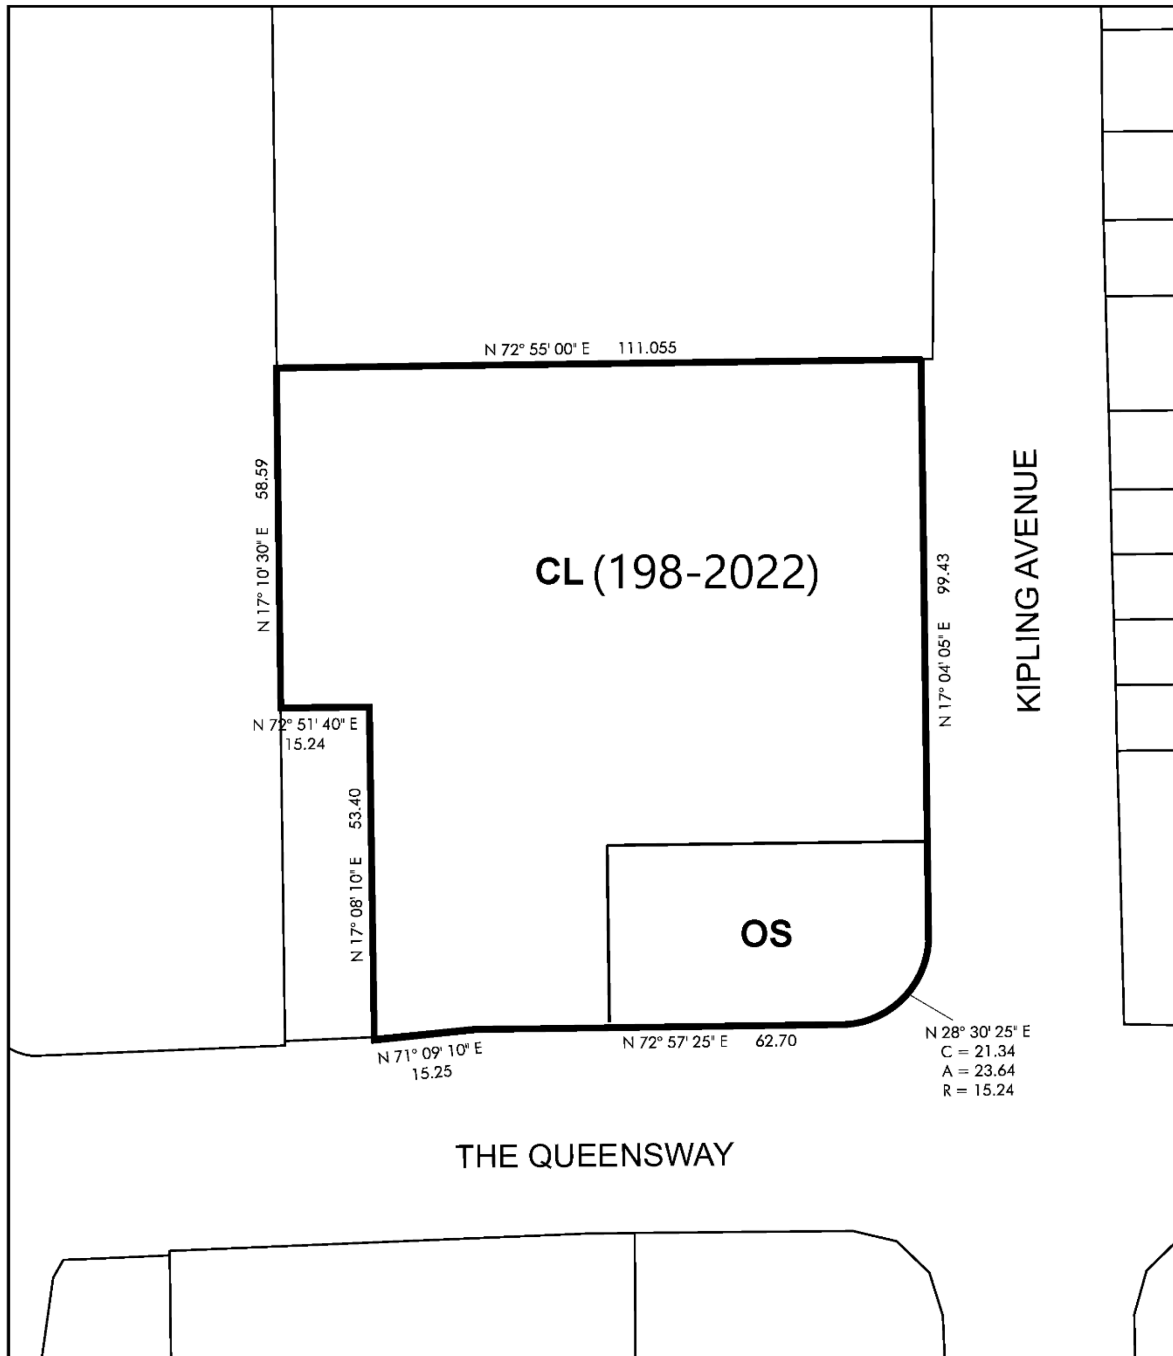 N 72° 55' 00" E 111.055
N 17° 10' 30" E 58.59
CL (198-2022)
N 17° 04' 05" E 99.43
KIPLING AVENUE
N 72° 51' 40" E
15.24
N 17° 08' 10" E 53.40
OS
N 71° 09' 10" E
15.25
N 72° 57' 25" E 62.70
N 28° 30' 25" E
C = 21.34
A = 23.64
R = 15.24
THE QUEENSWAY